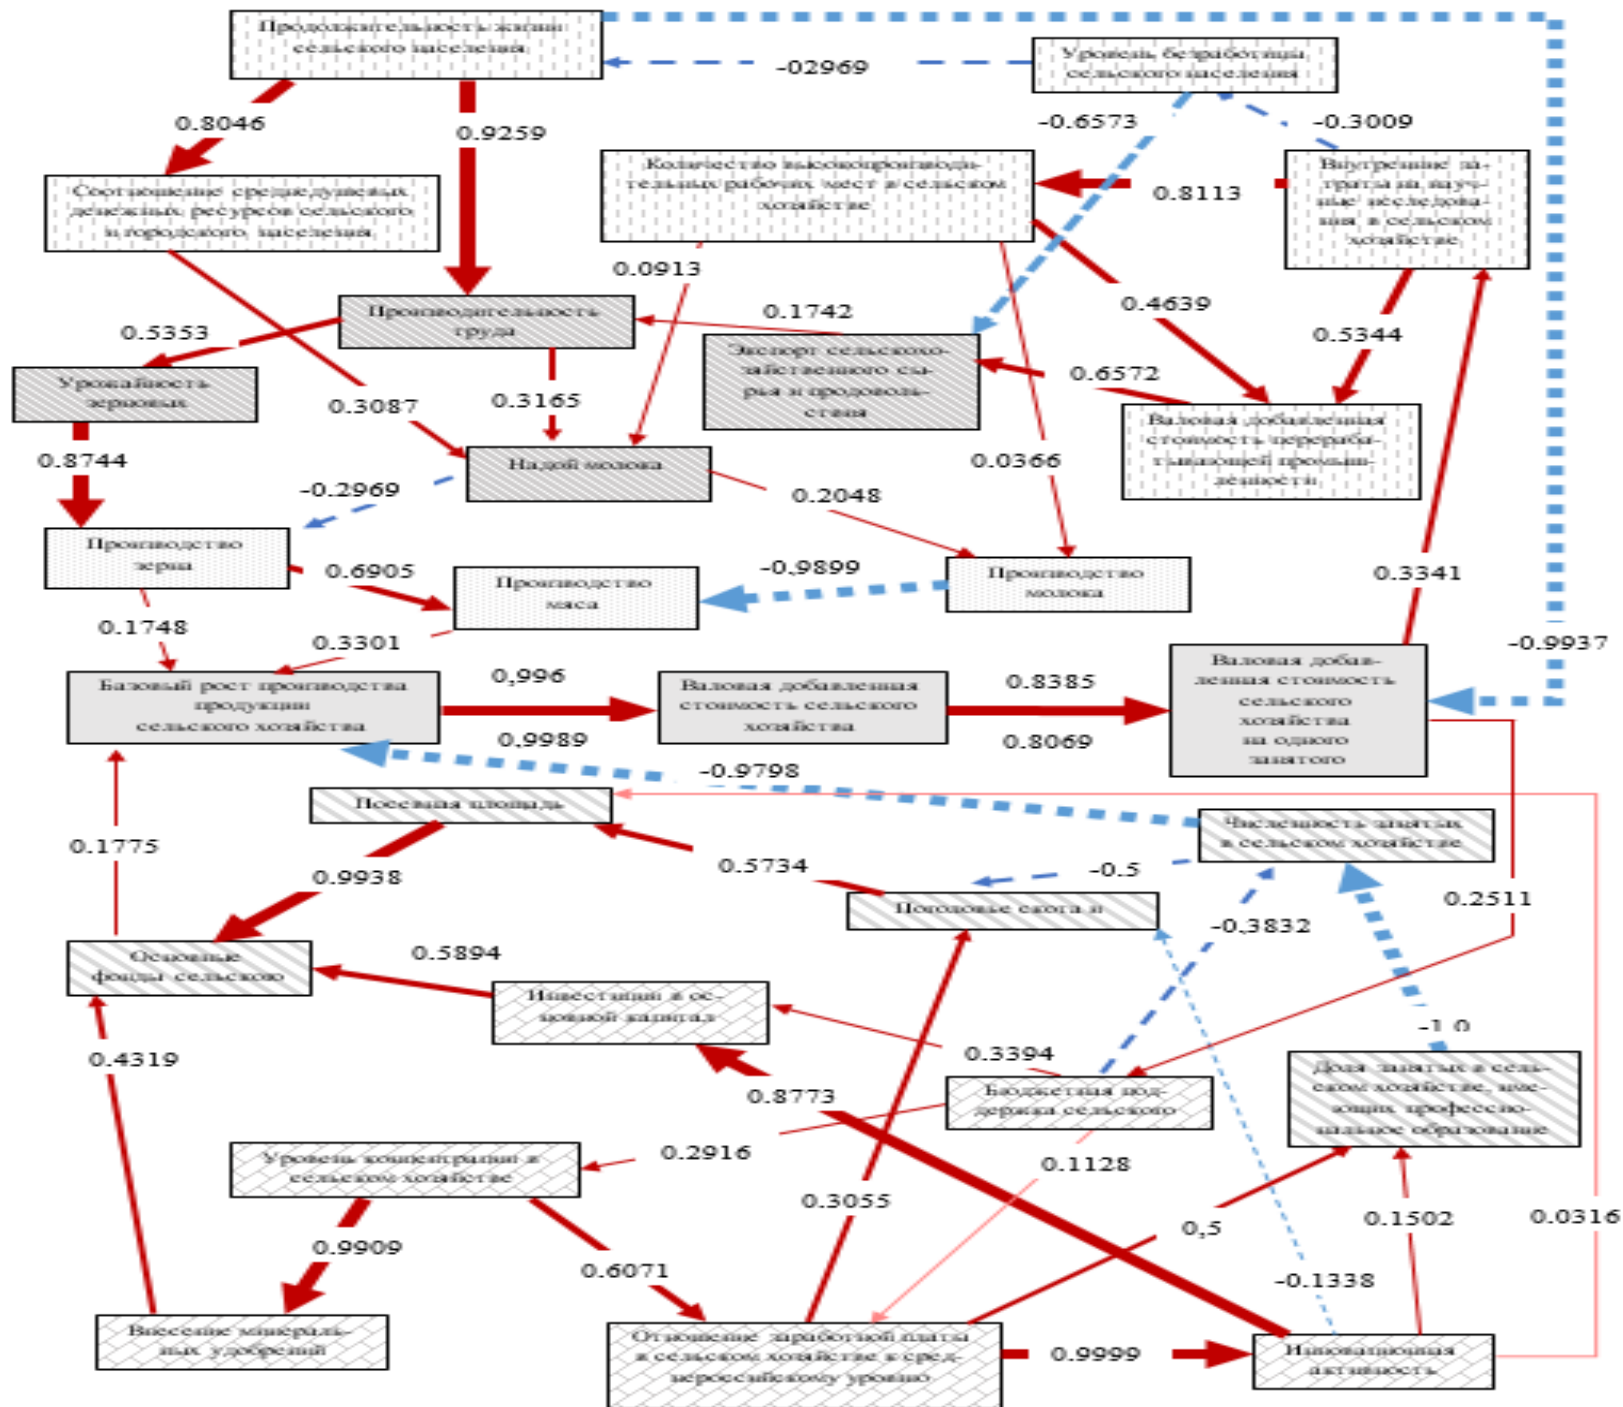 Продолжительность жизни
сельского населения
Уровень безработицы
сельского населения
-02969
0.8046
0.9259
-0.6573
-0.3009
Соотношение среднедушевых
денежных ресурсов сельского
и городского населения
Количество высокопроизводи-
тельных рабочих мест в сельском
хозяйстве
0.8113
Внутренние за-
траты на науч-
ные исследова-
ния в сельском
хозяйстве
0.0913
0.4639
0.5344
Производительность
труда
0.1742
0.5353
Экспорт сельскохо-
зяйственного сы-
рья и продоволь-
ствия
0.6572
Урожайность
зерновых
0.3087
0.3165
Валовая добавленная
стоимость перераба-
тывающей промыш-
ленности
0.8744
Надой молока
0.0366
-0.2969
0.2048
Производство
зерна
0.6905
Производство
мяса
-0,9899
Производство
молока
0.3341
0.1748
0.3301
-0.9937
Базовый рост производства
продукции
сельского хозяйства
0,996
0,9989
Валовая добавленная
стоимость сельского
хозяйства
0.8385
0.8069
Валовая добав-
ленная стоимость
сельского
хозяйства
на одного
занятого
-0.9798
Посевная площадь
Численность занятых
в сельском хозяйстве
0.1775
0.9938
0.5734
-0.5
0.2511
Поголовье скота и
-0,3832
Основные
фонды сельского
0.5894
Инвестиции в ос-
новной капитал
-1.0
0.4319
0.3394
0.8773
Бюджетная под-
держка сельского
Доля занятых в сель-
ском хозяйстве, име-
ющих профессио-
нальное образование
Уровень концентрации в
сельском хозяйстве
0.2916
0.1128
0.3055
0,5
0.1502
0.0316
0.9909
0.6071
-0.1338
Внесение минераль-
ных удобрений
Отношение заработной платы
в сельском хозяйстве к сред-
нероссийскому уровню
0.9999
Инновационная
активность